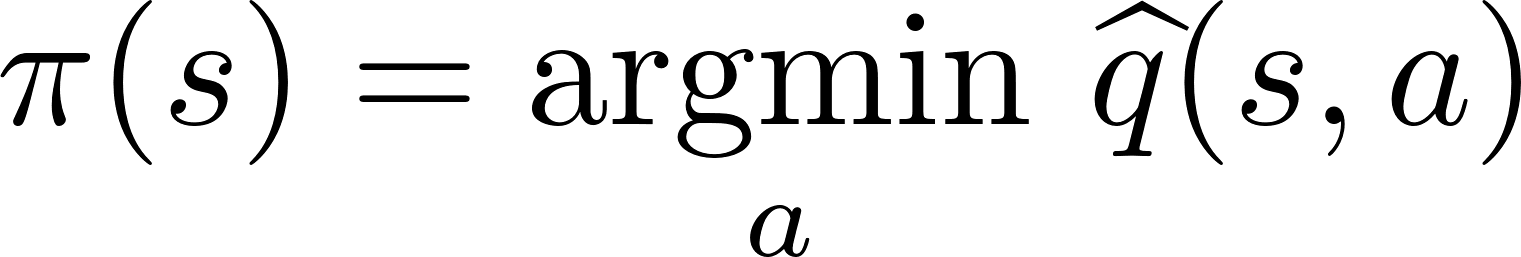 π(s) = argmin q̂(s, a)
a